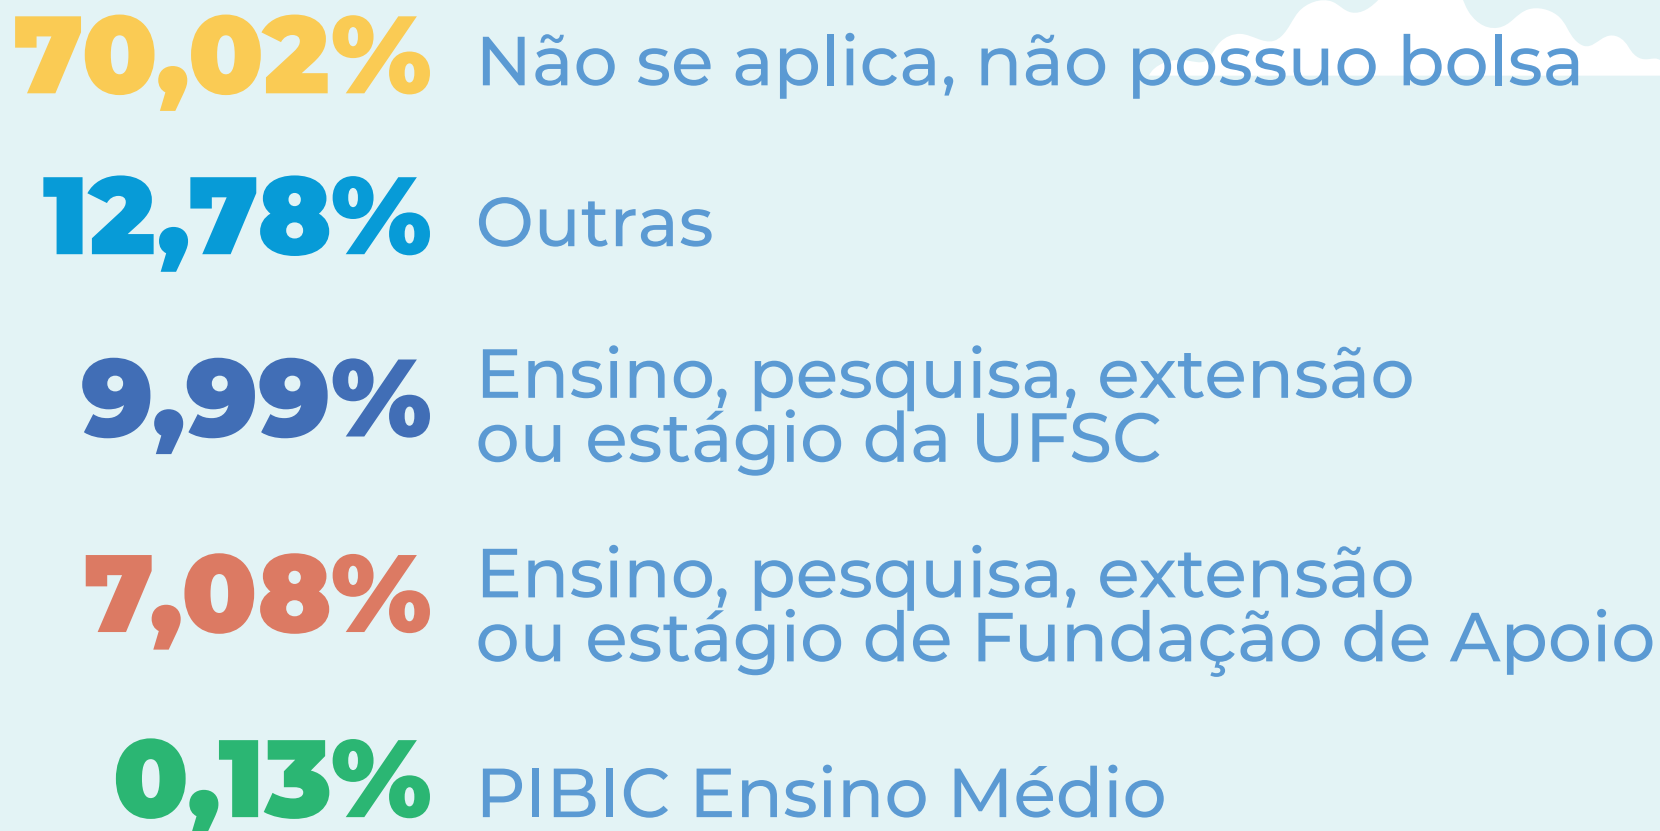 70,02% Não se aplica, não possuo bolsa
12,78% Outras
9,99% Ensino, pesquisa, extensão
ou estágio da UFSC
7,08% Ensino, pesquisa, extensão
ou estágio de Fundação de Apoio
0,13% PIBIC Ensino Médio